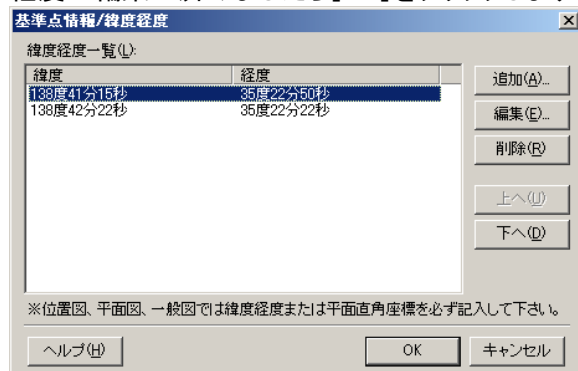 基準点情報/緯度経度
緯度経度一覧(L):
緯度 経度
138度41分15秒 35度22分50秒
138度42分22秒 35度22分22秒
追加(A)...
編集(E)...
削除(R)
上へ(U)
下へ(D)
※位置図、平面図、一般図では緯度経度または平面直角座標を必ず記入して下さい。
ヘルプ(H) OK キャンセル